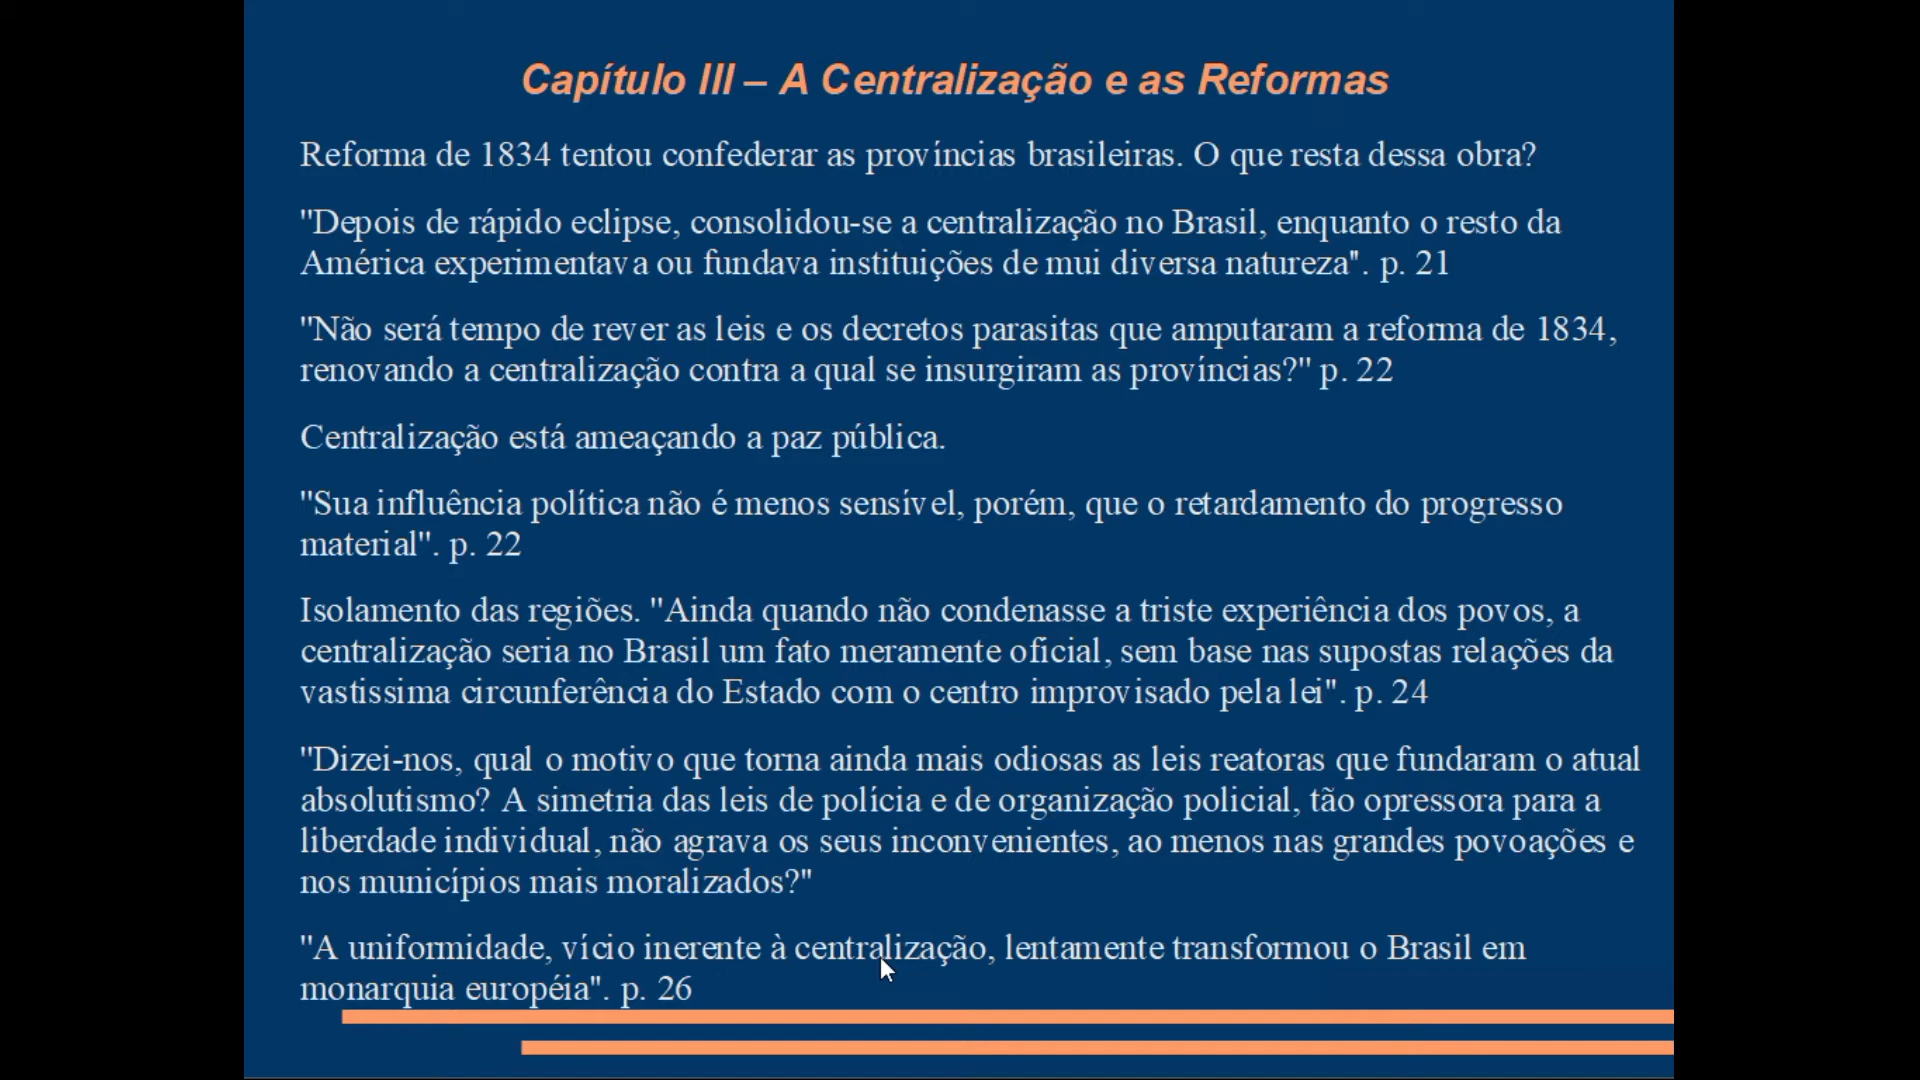 Capítulo III – A Centralização e as Reformas
Reforma de 1834 tentou confederar as províncias brasileiras. O que resta dessa obra?
"Depois de rápido eclipse, consolidou-se a centralização no Brasil, enquanto o resto da
América experimentava ou fundava instituições de mui diversa natureza". p. 21
"Não será tempo de rever as leis e os decretos parasitas que amputaram a reforma de 1834,
renovando a centralização contra a qual se insurgiram as províncias?" p. 22
Centralização está ameaçando a paz pública.
"Sua influência política não é menos sensível, porém, que o retardamento do progresso
material". p. 22
Isolamento das regiões. "Ainda quando não condenasse a triste experiência dos povos, a
centralização seria no Brasil um fato meramente oficial, sem base nas supostas relações da
vastissima circunferência do Estado com o centro improvisado pela lei". p. 24
"Dizei-nos, qual o motivo que torna ainda mais odiosas as leis reatoras que fundaram o atual
absolutismo? A simetria das leis de polícia e de organização policial, tão opressora para a
liberdade individual, não agrava os seus inconvenientes, ao menos nas grandes povoações e
nos municípios mais moralizados?"
"A uniformidade, vício inerente à centralização, lentamente transformou o Brasil em
monarquia européia". p. 26